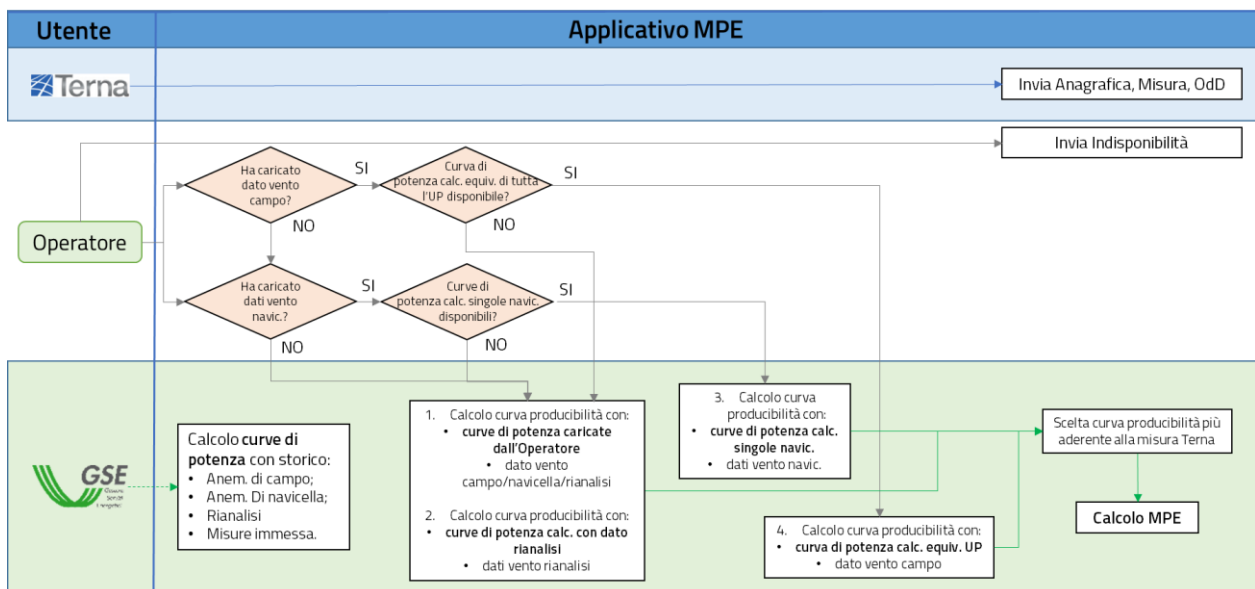 Utente
Applicativo MPE
Terna
Invia Anagrafica, Misura, OdD
Invia Indisponibilità
Operatore
Ha caricato
dato vento
campo?
SI
Curva di
potenza calc. equiv. di tutta
l'UP disponibile?
SI
NO
NO
Ha caricato
dati vento
navic.?
SI
Curve di
potenza calc. singole navic.
disponibili?
SI
NO
NO
GSE
Calcolo curve di
potenza con storico:
• Anem. di campo;
• Anem. Di navicella;
• Rianalisi
• Misure immessa.
1. Calcolo curva producibilità con:
• curve di potenza caricate
dall'Operatore
• dato vento
campo/navicella/rianalisi
2. Calcolo curva producibilità con:
• curve di potenza calc. con dato
rianalisi
• dati vento rianalisi
3. Calcolo curva
producibilità con:
• curve di potenza calc.
singole navic.
• dati vento navic.
4. Calcolo curva producibilità con:
• curva di potenza calc. equiv. UP
• dato vento campo
Scelta curva producibilità più
aderente alla misura Terna
Calcolo MPE